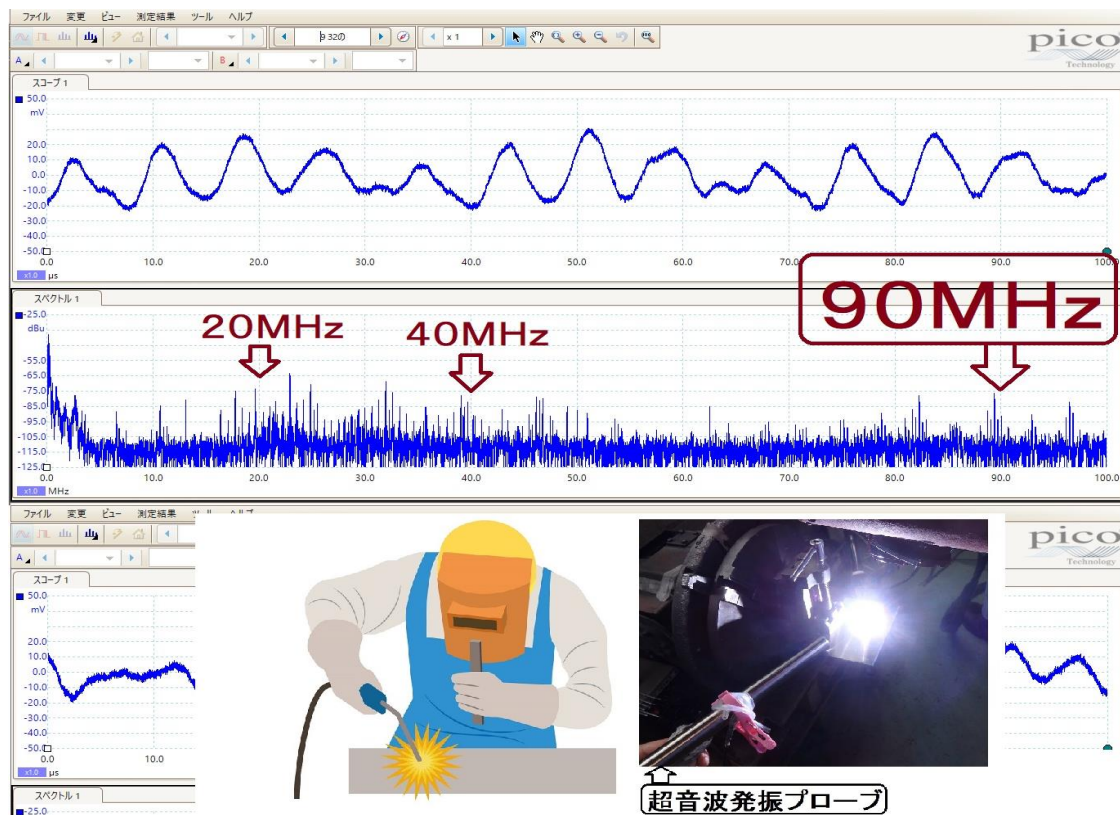 ファイル 変更 ビュー 測定結果 ツール ヘルプ
x 1
pico
Technology
A B
スコープ 1
50.0
mV
20.0
10.0
0.0
-10.0
-20.0
-30.0
-40.0
-50.0
0.0 10.0 20.0 30.0 40.0 50.0 60.0 70.0 80.0 90.0 100.0
x1.0 µs
スペクトル 1
-25.0
dBu
-55.0
-65.0
-75.0
-85.0
-95.0
-105.0
-115.0
-125.0
20MHz
40MHz
90MHz
0.0 10.0 20.0 30.0 40.0 50.0 60.0 70.0 80.0 90.0 100.0
x1.0 MHz
ファイル 変更 ビュー 測定結果
pico
Technology
A
スコープ 1
50.0
mV
20.0
10.0
0.0
-10.0
-20.0
-30.0
-40.0
-50.0
0.0 10.0
90.0 100.0
x1.0 µs
超音波発振プローブ
スペクトル 1
-25.0